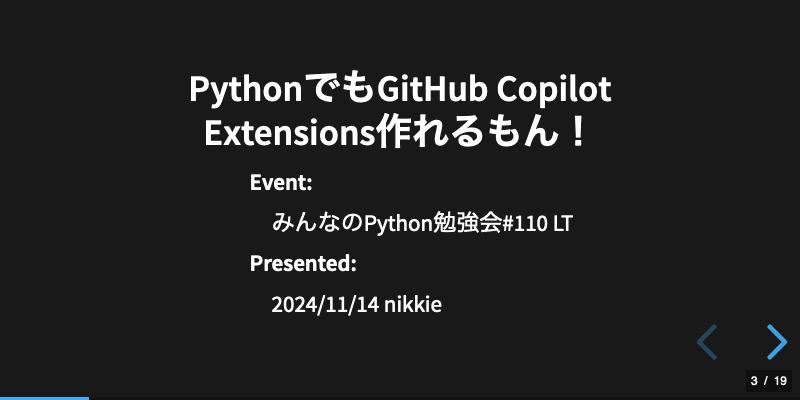 PythonでもGitHub Copilot
Extensions作れるもん！
Event:
みんなのPython勉強会#110 LT
Presented:
2024/11/14 nikkie
3 / 19